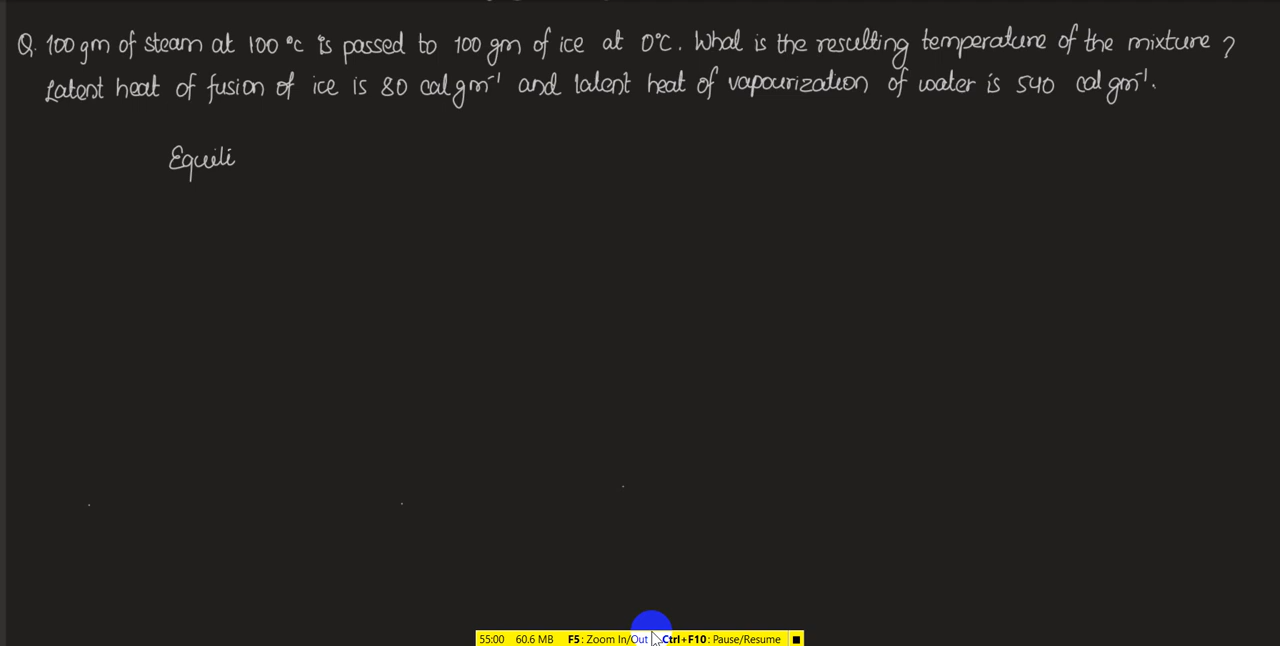 Q. 100 gm of steam at 100 °C is passed to 100 gm of ice at 0°C. What is the resulting temperature of the mixture ?
Latent heat of fusion of ice is 80 cal gm⁻¹ and latent heat of vapourization of water is 540 cal gm⁻¹.
Equili
55:00 60.6 MB F5: Zoom In/Out Ctrl+F10: Pause/Resume